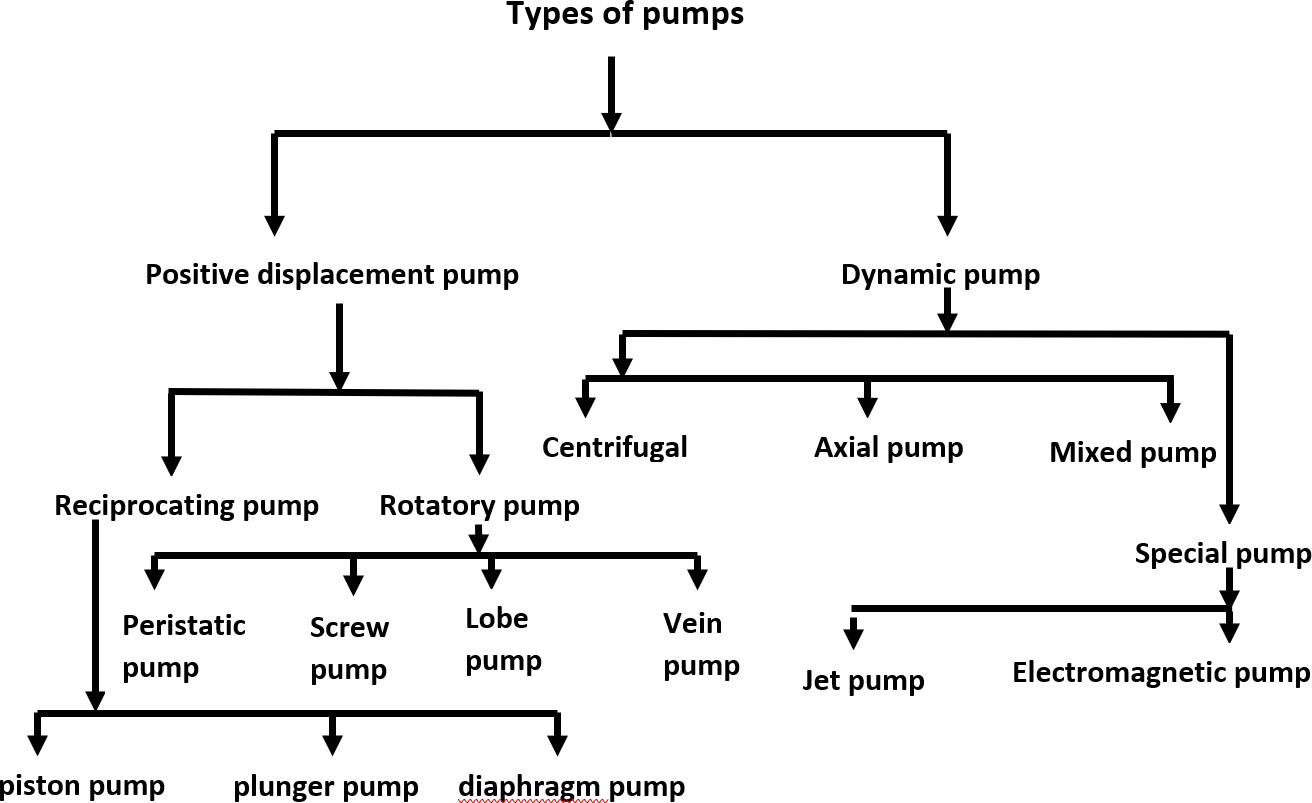 Types of pumps
Positive displacement pump
Dynamic pump
Centrifugal
Axial pump
Mixed pump
Reciprocating pump
Rotatory pump
Special pump
Peristatic
pump
Screw
pump
Lobe
pump
Vein
pump
Jet pump
Electromagnetic pump
piston pump
plunger pump
diaphragm pump